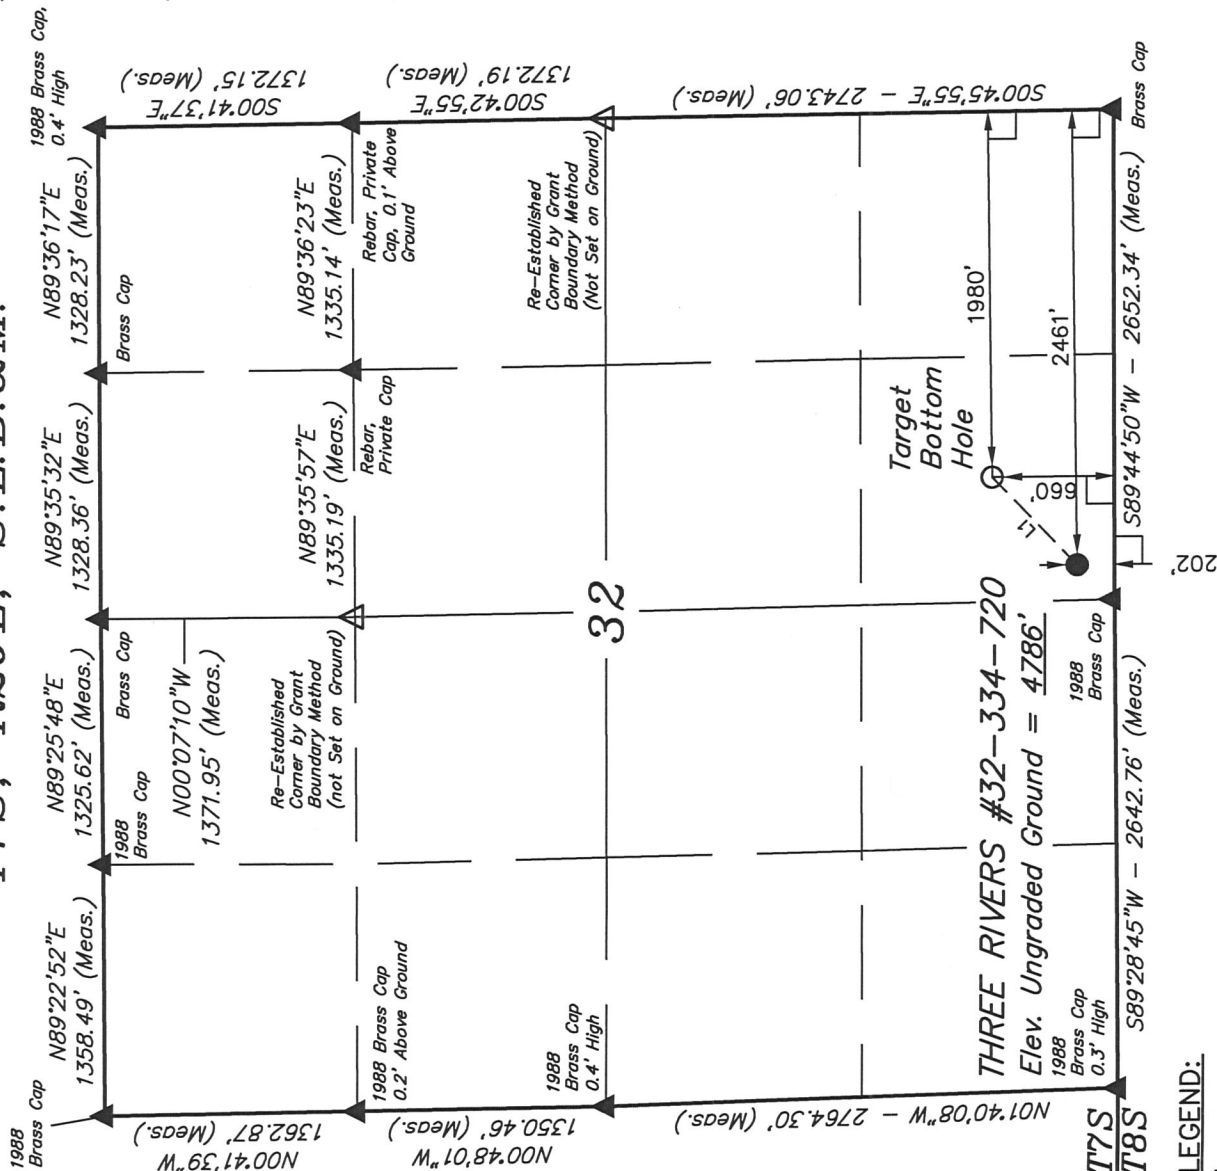 1988
Brass Cap
N89°22'52"E
1358.49' (Meas.)
N89°25'48"E
1325.62' (Meas.)
N89°35'32"E
1328.36' (Meas.)
N89°36'17"E
1328.23' (Meas.)
1988 Brass Cap,
0.4' High
1988
Brass Cap
Brass Cap
Brass Cap
N00°07'10"W
1371.95' (Meas.)
N00°41'39"W
1362.87' (Meas.)
S00°41'37"E
1372.15' (Meas.)
Re-Established
Corner by Grant
Boundary Method
(not Set on Ground)
N89°35'57"E
1335.19' (Meas.)
N89°36'23"E
1335.14' (Meas.)
1988 Brass Cap
0.2' Above Ground
Rebar,
Private Cap
Rebar, Private
Cap, 0.1' Above
Ground
N00°48'01"W
1350.46' (Meas.)
S00°42'55"E
1372.19' (Meas.)
Re-Established
Corner by Grant
Boundary Method
(Not Set on Ground)
1988
Brass Cap
0.4' High
32
N01°40'08"W - 2764.30' (Meas.)
S00°45'55"E - 2743.06' (Meas.)
Target
Bottom
Hole
1980'
2461'
660'
L1
202'
THREE RIVERS #32-334-720
Elev. Ungraded Ground = 4786'
1988
Brass Cap
0.3' High
1988
Brass Cap
Brass Cap
S89°28'45"W - 2642.76' (Meas.)
S89°44'50"W - 2652.34' (Meas.)
T7S
T8S
LEGEND: